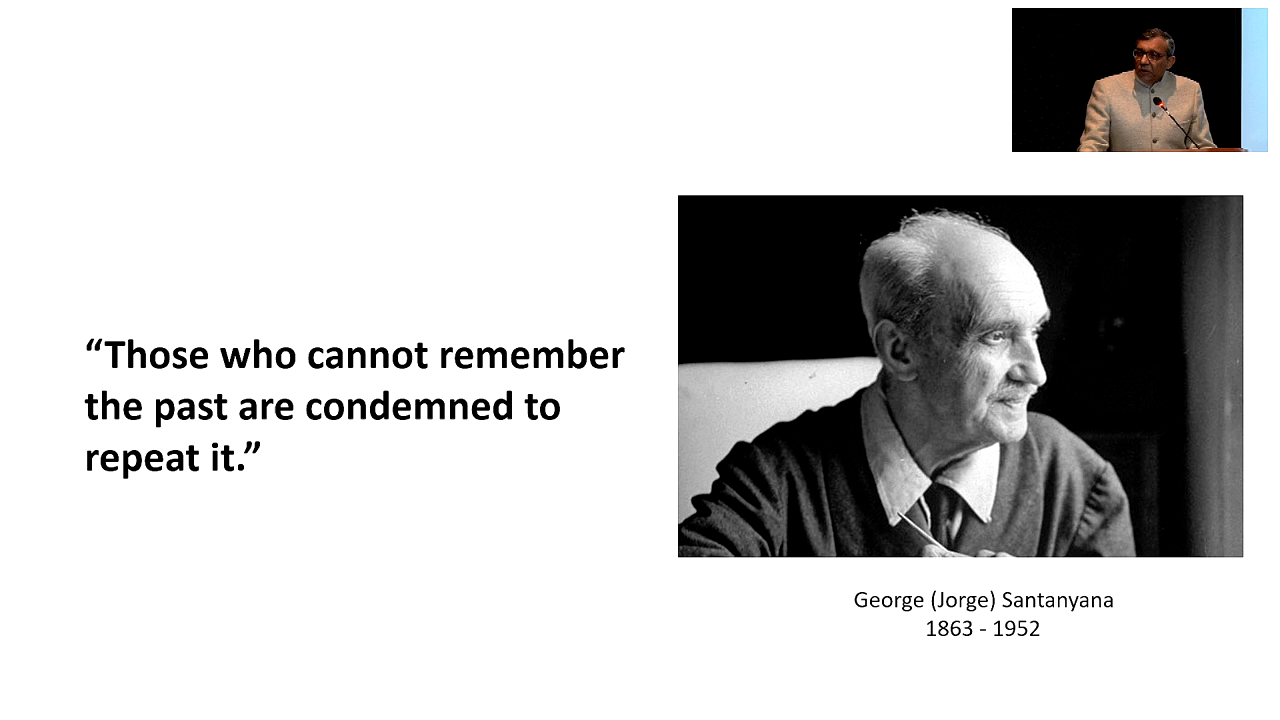 “Those who cannot remember
the past are condemned to
repeat it.”
George (Jorge) Santanyana
1863 - 1952